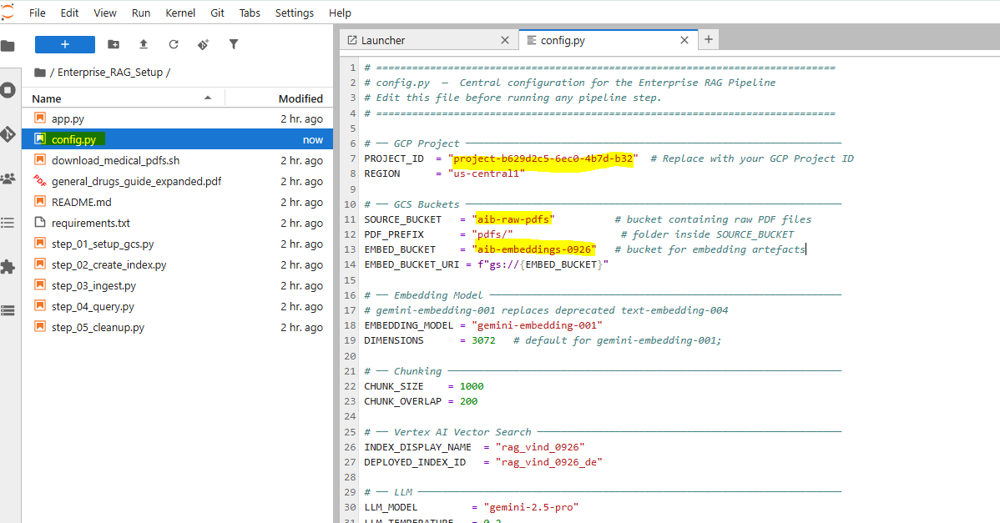 File Edit View Run Kernel Git Tabs Settings Help
+
Launcher
config.py
/ Enterprise_RAG_Setup /
Name Modified
app.py 2 hr. ago
config.py now
download_medical_pdfs.sh 2 hr. ago
general_drugs_guide_expanded.pdf 2 hr. ago
README.md 2 hr. ago
requirements.txt 2 hr. ago
step_01_setup_gcs.py 2 hr. ago
step_02_create_index.py 2 hr. ago
step_03_ingest.py 2 hr. ago
step_04_query.py 2 hr. ago
step_05_cleanup.py 2 hr. ago
1 # =============================================================================
2 # config.py — Central configuration for the Enterprise RAG Pipeline
3 # Edit this file before running any pipeline step.
4 # =============================================================================
5
6 # ── GCP Project ───────────────────────────────────────────────────────────────
7 PROJECT_ID = "project-b629d2c5-6ec0-4b7d-b32" # Replace with your GCP Project ID
8 REGION = "us-central1"
9
10 # ── GCS Buckets ───────────────────────────────────────────────────────────────
11 SOURCE_BUCKET = "aib-raw-pdfs" # bucket containing raw PDF files
12 PDF_PREFIX = "pdfs/" # folder inside SOURCE_BUCKET
13 EMBED_BUCKET = "aib-embeddings-0926" # bucket for embedding artefacts
14 EMBED_BUCKET_URI = f"gs://{EMBED_BUCKET}"
15
16 # ── Embedding Model ───────────────────────────────────────────────────────────
17 # gemini-embedding-001 replaces deprecated text-embedding-004
18 EMBEDDING_MODEL = "gemini-embedding-001"
19 DIMENSIONS = 3072 # default for gemini-embedding-001;
20
21 # ── Chunking ──────────────────────────────────────────────────────────────────
22 CHUNK_SIZE = 1000
23 CHUNK_OVERLAP = 200
24
25 # ── Vertex AI Vector Search ───────────────────────────────────────────────────
26 INDEX_DISPLAY_NAME = "rag_vind_0926"
27 DEPLOYED_INDEX_ID = "rag_vind_0926_de"
28
29 # ── LLM ───────────────────────────────────────────────────────────────────────
30 LLM_MODEL = "gemini-2.5-pro"
31 LLM_TEMPERATURE = 0.2